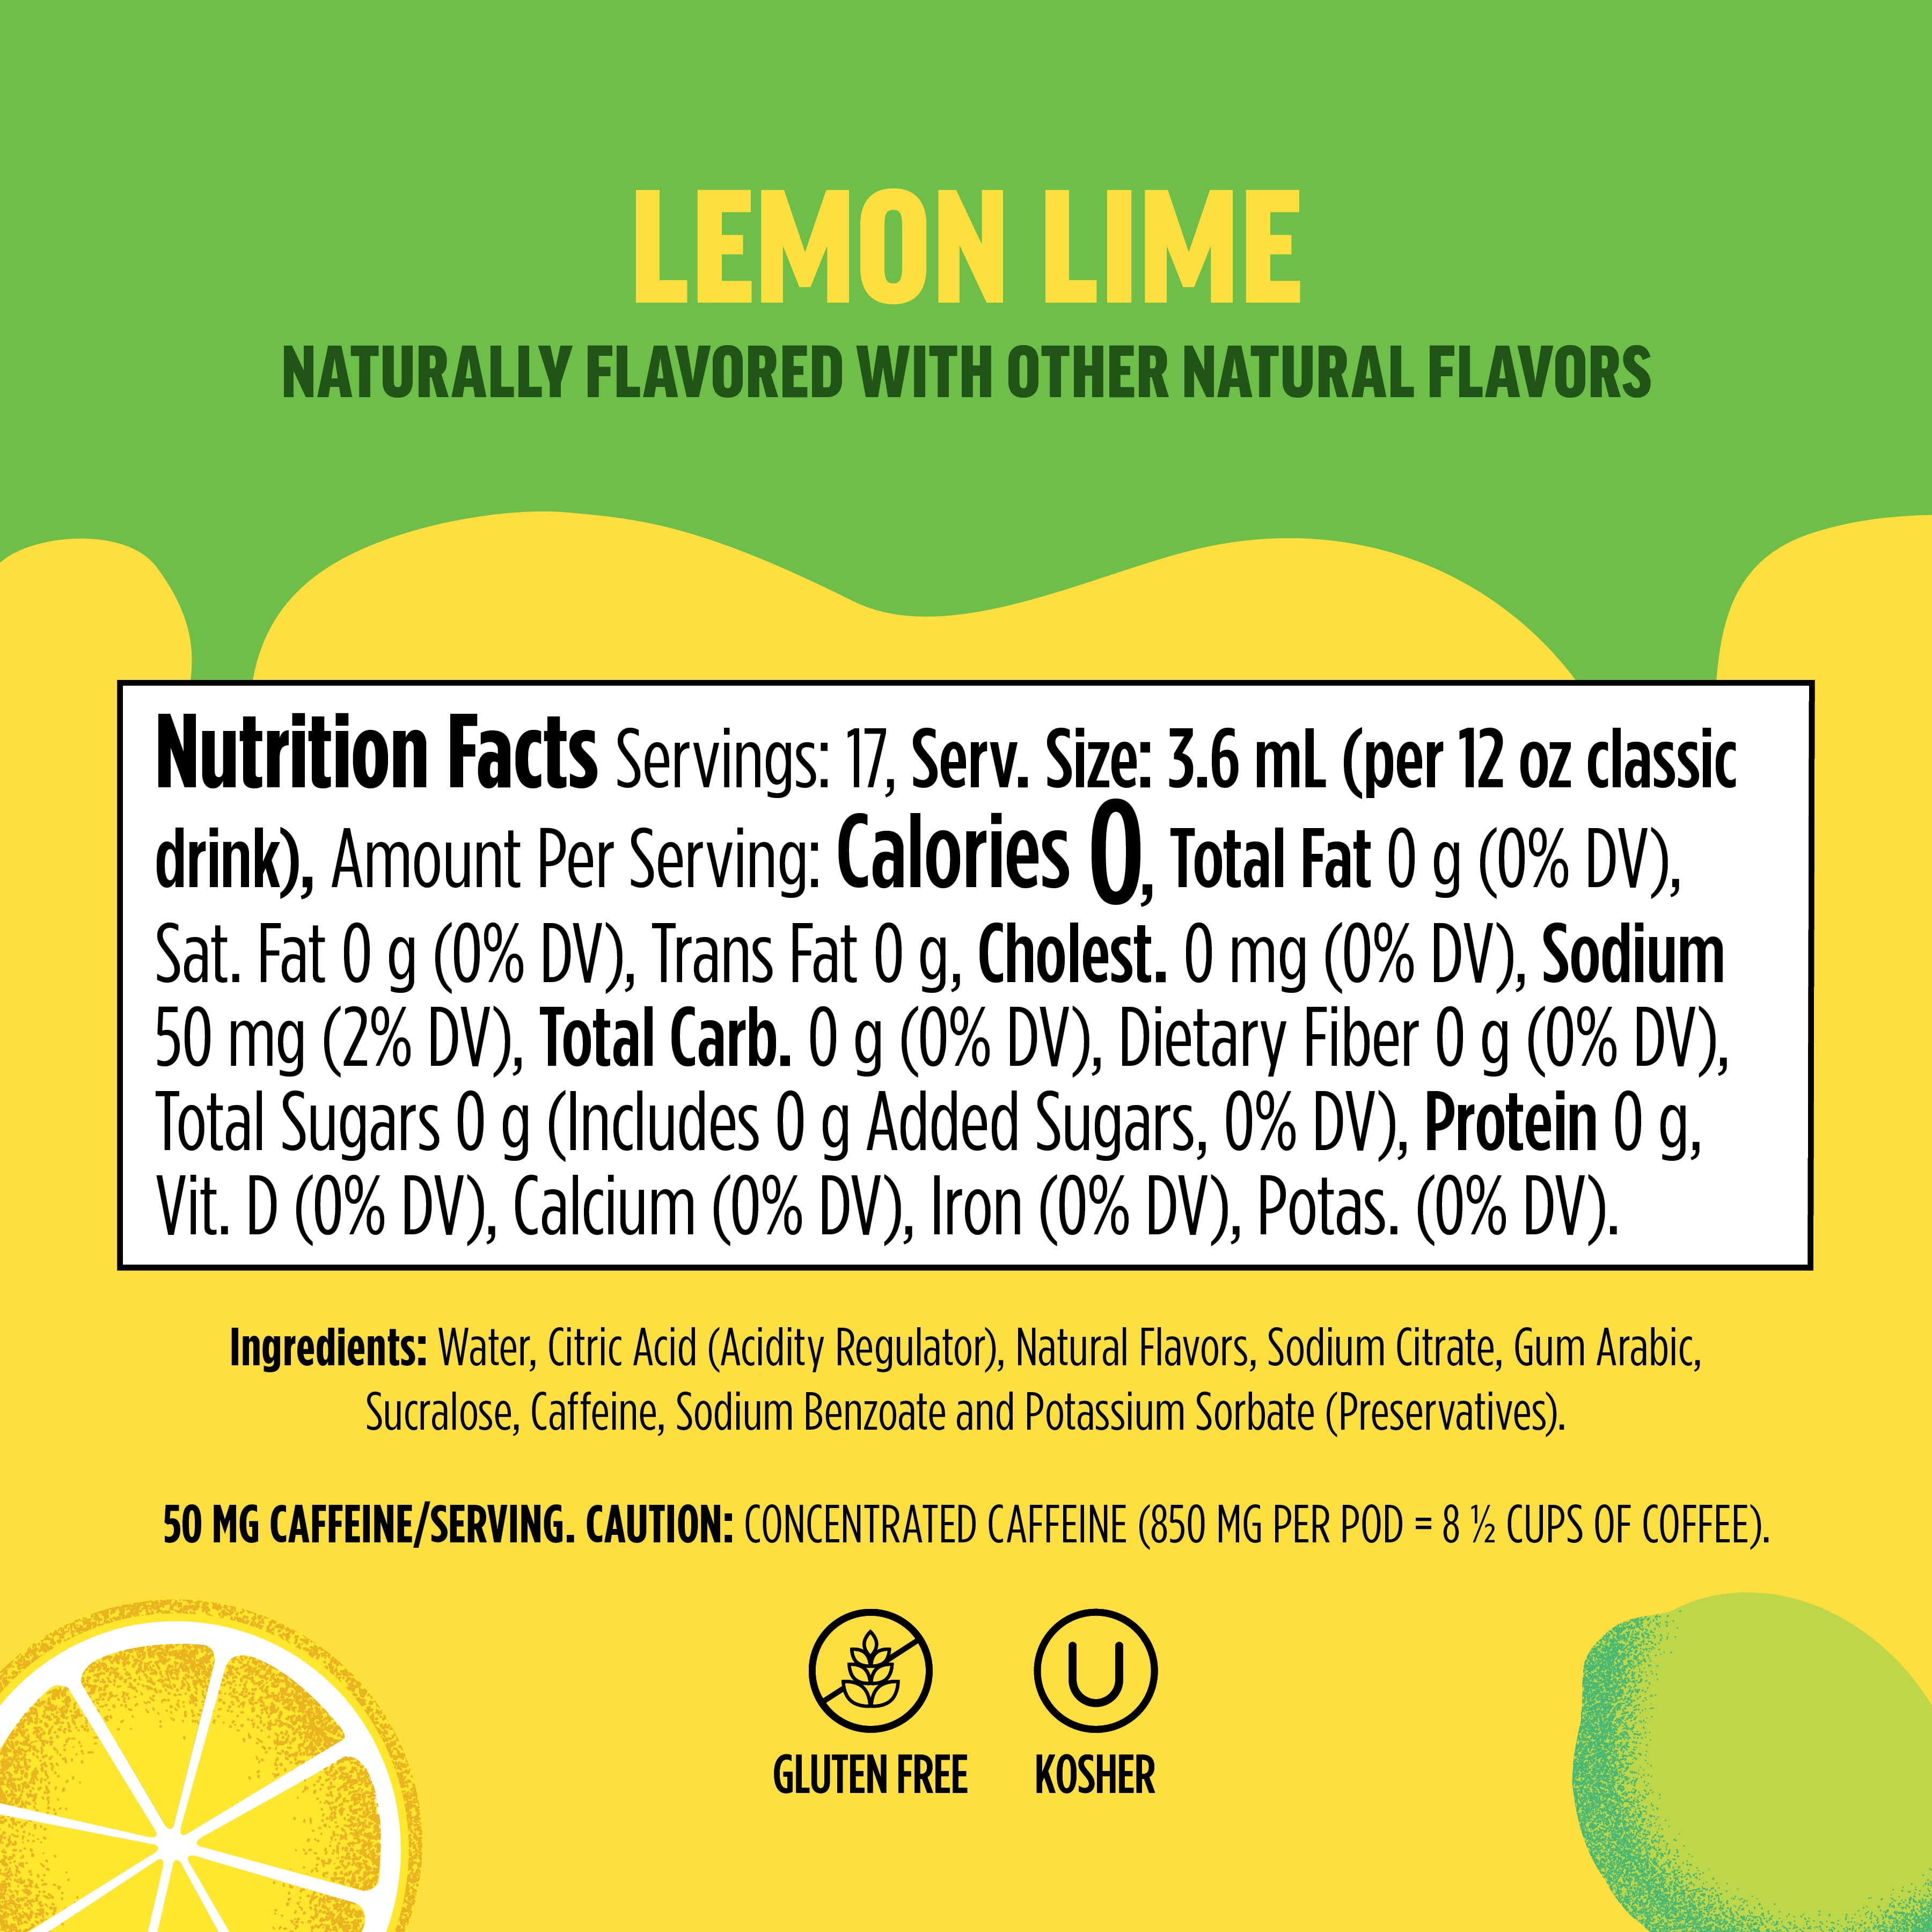 LEMON LIME
NATURALLY FLAVORED WITH OTHER NATURAL FLAVORS
Nutrition Facts Servings: 17, Serv. Size: 3.6 mL (per 12 oz classic
drink), Amount Per Serving: Calories 0, Total Fat 0 g (0% DV),
Sat. Fat 0 g (0% DV), Trans Fat 0 g, Cholest. 0 mg (0% DV), Sodium
50 mg (2% DV), Total Carb. 0 g (0% DV), Dietary Fiber 0 g (0% DV),
Total Sugars 0 g (Includes 0 g Added Sugars, 0% DV), Protein 0 g,
Vit. D (0% DV), Calcium (0% DV), Iron (0% DV), Potas. (0% DV).
Ingredients: Water, Citric Acid (Acidity Regulator), Natural Flavors, Sodium Citrate, Gum Arabic,
Sucralose, Caffeine, Sodium Benzoate and Potassium Sorbate (Preservatives).
50 MG CAFFEINE/SERVING. CAUTION: CONCENTRATED CAFFEINE (850 MG PER POD = 8 ½ CUPS OF COFFEE).
U
GLUTEN FREE KOSHER